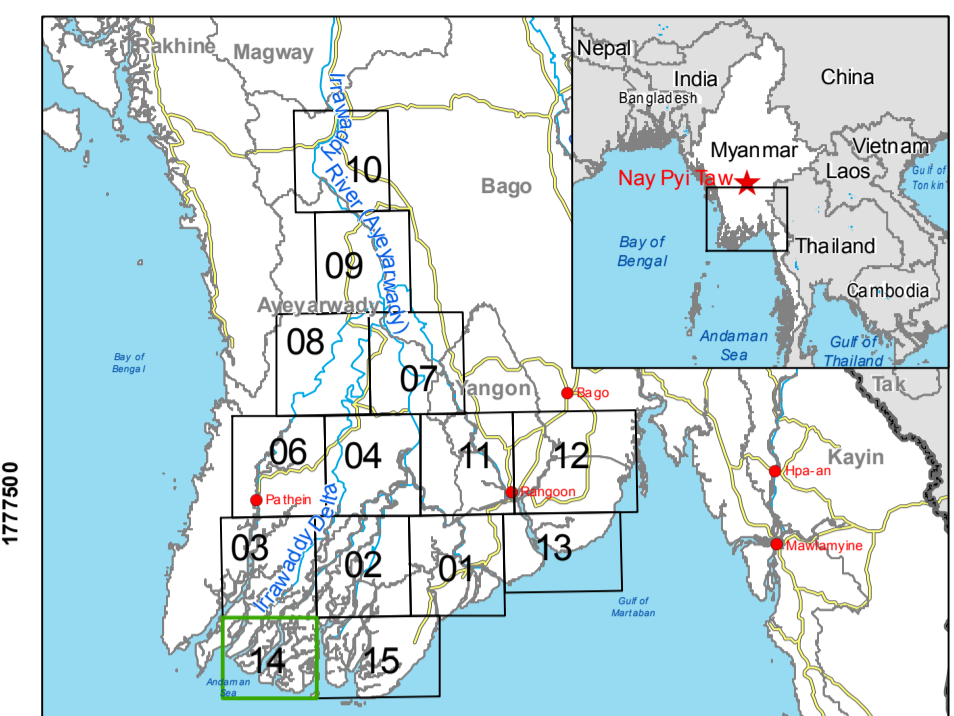 Rakhine
Magway
Irrawaddy River (Ayeyarwady)
10
Bago
09
Ayeyarwady
08
07
Yangon
Bago
Bay of
Bengal
06
04
11
12
Pathein
Rangoon
Irrawaddy Delta
03
02
01
13
Gulf of
Martaban
14
15
Andaman
Sea
Tak
Kayin
Hpa-an
Mawlamyine
1777500
Nepal
India
China
Bangladesh
Myanmar
Vietnam
Laos
Gulf of
Tonkin
Nay Pyi Taw
Bay of
Bengal
Thailand
Cambodia
Andaman
Sea
Gulf of
Thailand